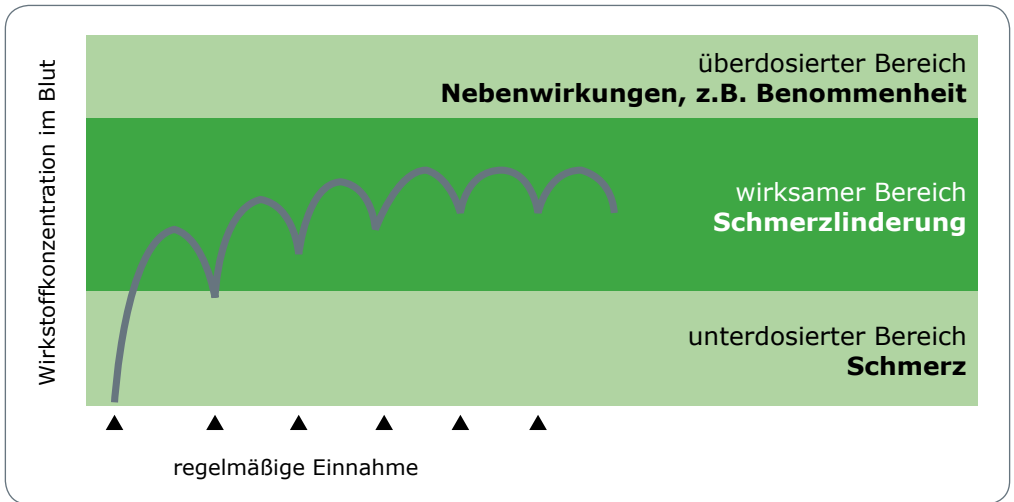 Wirkstoffkonzentration im Blut
überdosierter Bereich
Nebenwirkungen, z.B. Benommenheit
wirksamer Bereich
Schmerzlinderung
unterdosierter Bereich
Schmerz
regelmäßige Einnahme